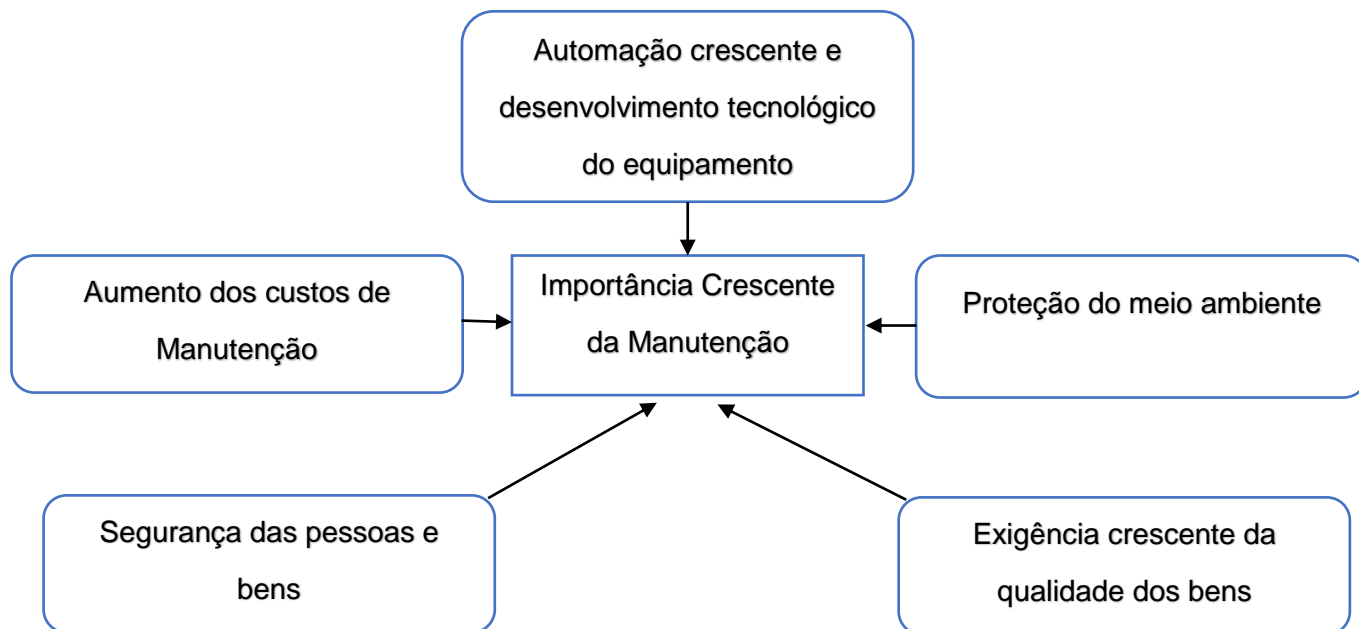 Automação crescente e
desenvolvimento tecnológico
do equipamento
Aumento dos custos de
Manutenção
Importância Crescente
da Manutenção
Proteção do meio ambiente
Segurança das pessoas e
bens
Exigência crescente da
qualidade dos bens